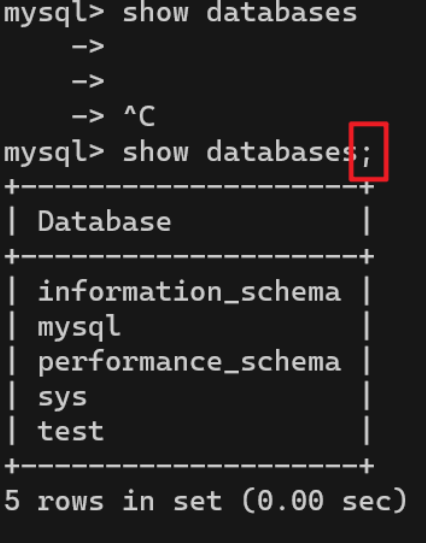 mysql> show databases
    ->
    ->
    -> ^C
mysql> show databases;
+--------------------+
| Database           |
+--------------------+
| information_schema |
| mysql              |
| performance_schema |
| sys                |
| test               |
+--------------------+
5 rows in set (0.00 sec)